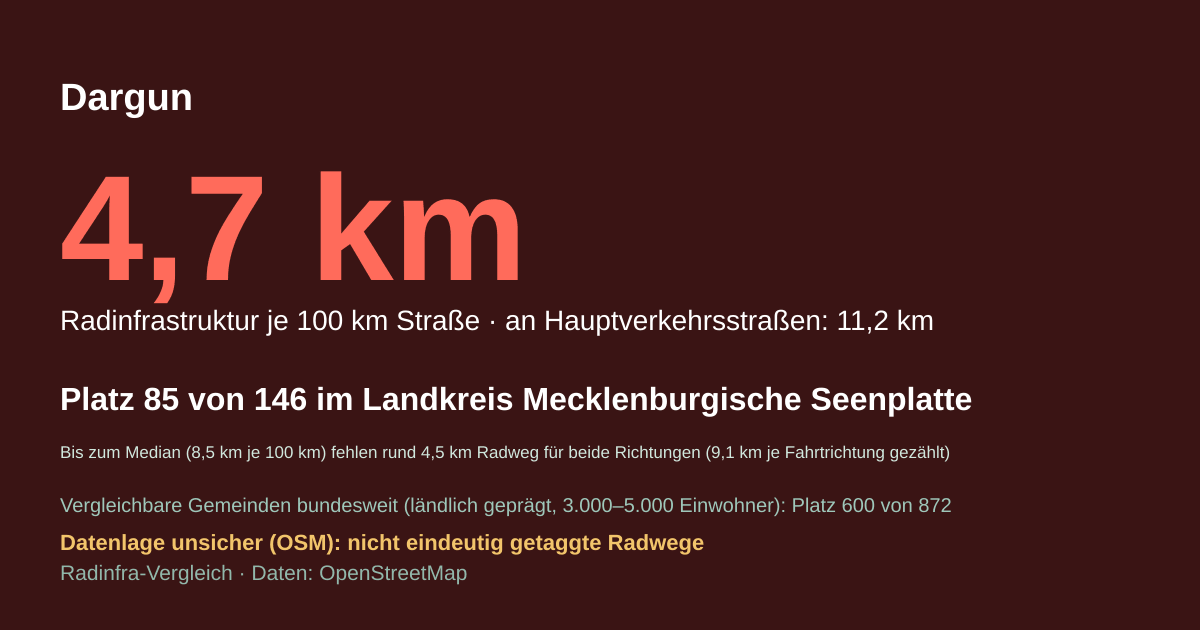 Dargun
4,7 km
Radinfrastruktur je 100 km Straße · an Hauptverkehrsstraßen: 11,2 km
Platz 85 von 146 im Landkreis Mecklenburgische Seenplatte
Bis zum Median (8,5 km je 100 km) fehlen rund 4,5 km Radweg für beide Richtungen (9,1 km je Fahrtrichtung gezählt)
Vergleichbare Gemeinden bundesweit (ländlich geprägt, 3.000–5.000 Einwohner): Platz 600 von 872
Datenlage unsicher (OSM): nicht eindeutig getaggte Radwege
Radinfra-Vergleich · Daten: OpenStreetMap